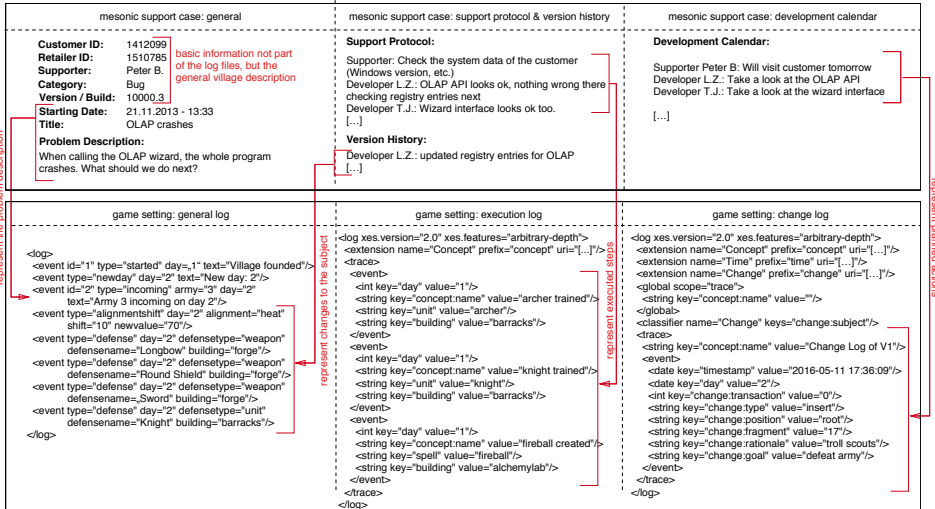 mesonic support case: general
Customer ID: 1412099
Retailer ID: 1510785
Supporter: Peter B.
Category: Bug
Version / Build: 10000.3
Starting Date: 21.11.2013 - 13:33
Title: OLAP crashes
basic information not part
of the log files, but the
general village description
Problem Description:
When calling the OLAP wizard, the whole program
crashes. What should we do next?
mesonic support case: support protocol & version history
Support Protocol:
Supporter: Check the system data of the customer
(Windows version, etc.)
Developer L.Z.: OLAP API looks ok, nothing wrong there
checking registry entries next
Developer T.J.: Wizard interface looks ok too.
[…]
Version History:
Developer L.Z.: updated registry entries for OLAP
[…]
mesonic support case: development calendar
Development Calendar:
Supporter Peter B: Will visit customer tomorrow
Developer L.Z.: Take a look at the OLAP API
Developer T.J.: Take a look at the wizard interface
[…]
represent the problem description
game setting: general log
<log>
<event id="1" type="started" day=„1“ text="Village founded"/>
<event type="newday" day="2" text="New day: 2"/>
<event id="2" type="incoming" army="3" day="2"
text="Army 3 incoming on day 2"/>
<event type="alignmentshift" day="2" alignment="heat"
shift="10" newvalue="70"/>
<event type="defense" day="2" defensetype="weapon"
defensename="Longbow" building="forge"/>
<event type="defense" day="2" defensetype="weapon"
defensename="Round Shield" building="forge"/>
<event type="defense" day="2" defensetype="weapon"
defensename=„Sword" building="forge"/>
<event type="defense" day="2" defensetype="unit"
defensename="Knight" building="barracks"/>
</log>
represent changes to the subject
game setting: execution log
<log xes.version="2.0" xes.features="arbitrary-depth">
<extension name="Concept" prefix="concept" uri="[…]"/>
<trace>
<event>
<int key="day" value="1"/>
<string key="concept:name" value="archer trained"/>
<string key="unit" value="archer"/>
<string key="building" value="barracks"/>
</event>
<event>
<int key="day" value="1"/>
<string key="concept:name" value="knight trained"/>
<string key="unit" value="knight"/>
<string key="building" value="barracks"/>
</event>
<event>
<int key="day" value="1"/>
<string key="concept:name" value="fireball created"/>
<string key="spell" value="fireball"/>
<string key="building" value="alchemylab"/>
</event>
</trace>
</log>
represent executed steps
game setting: change log
<log xes.version="2.0" xes.features="arbitrary-depth">
<extension name="Concept" prefix="concept" uri="[…]"/>
<extension name="Time" prefix="time" uri="[…]"/>
<extension name="Change" prefix="change" uri="[…]"/>
<global scope="trace">
<string key="concept:name" value=""/>
</global>
<classifier name="Change" keys="change:subject"/>
<trace>
<string key="concept:name" value="Change Log of V1"/>
<event>
<date key="timestamp" value="2016-05-11 17:36:09"/>
<date key="day" value="2"/>
<int key="change:transaction" value="0"/>
<string key="change:type" value="insert"/>
<string key="change:position" value="root"/>
<string key="change:fragment" value="17"/>
<string key="change:rationale" value="troll scouts"/>
<string key="change:goal" value="defeat army"/>
</event>
</trace>
</log>